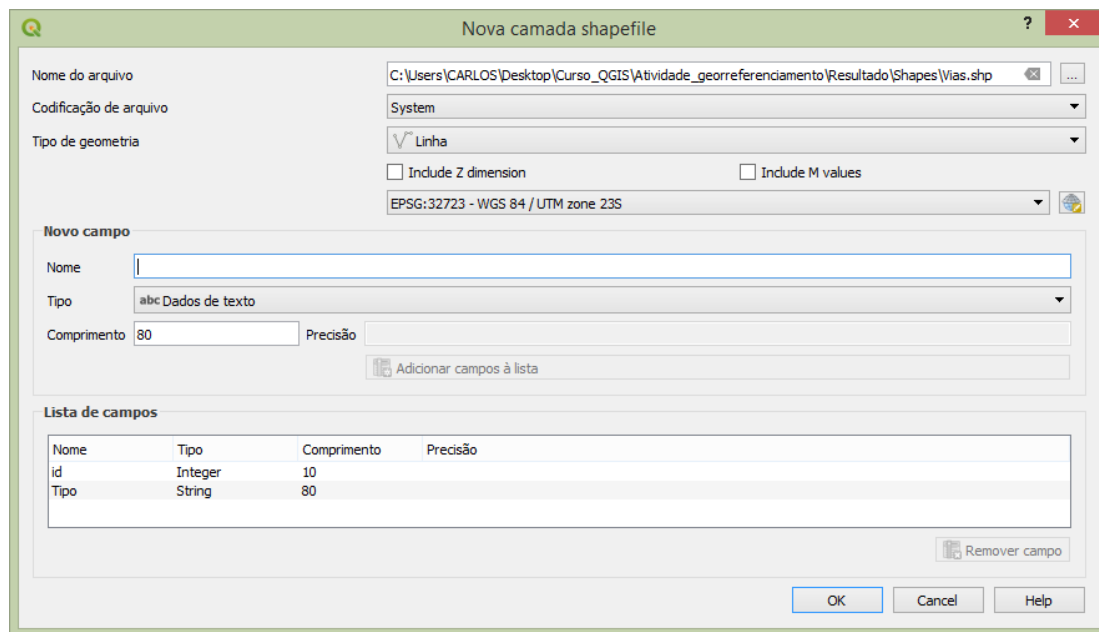 Nova camada shapefile
? ×
Nome do arquivo
C:\Users\CARLOS\Desktop\Curso_QGIS\Atividade_georreferenciamento\Resultado\Shapes\Vias.shp
...
Codificação de arquivo
System
Tipo de geometria
Linha
Include Z dimension
Include M values
EPSG:32723 - WGS 84 / UTM zone 23S
Novo campo
Nome
Tipo
abc Dados de texto
Comprimento 80
Precisão
Adicionar campos à lista
Lista de campos
Nome Tipo Comprimento Precisão
id Integer 10
Tipo String 80
Remover campo
OK Cancel Help